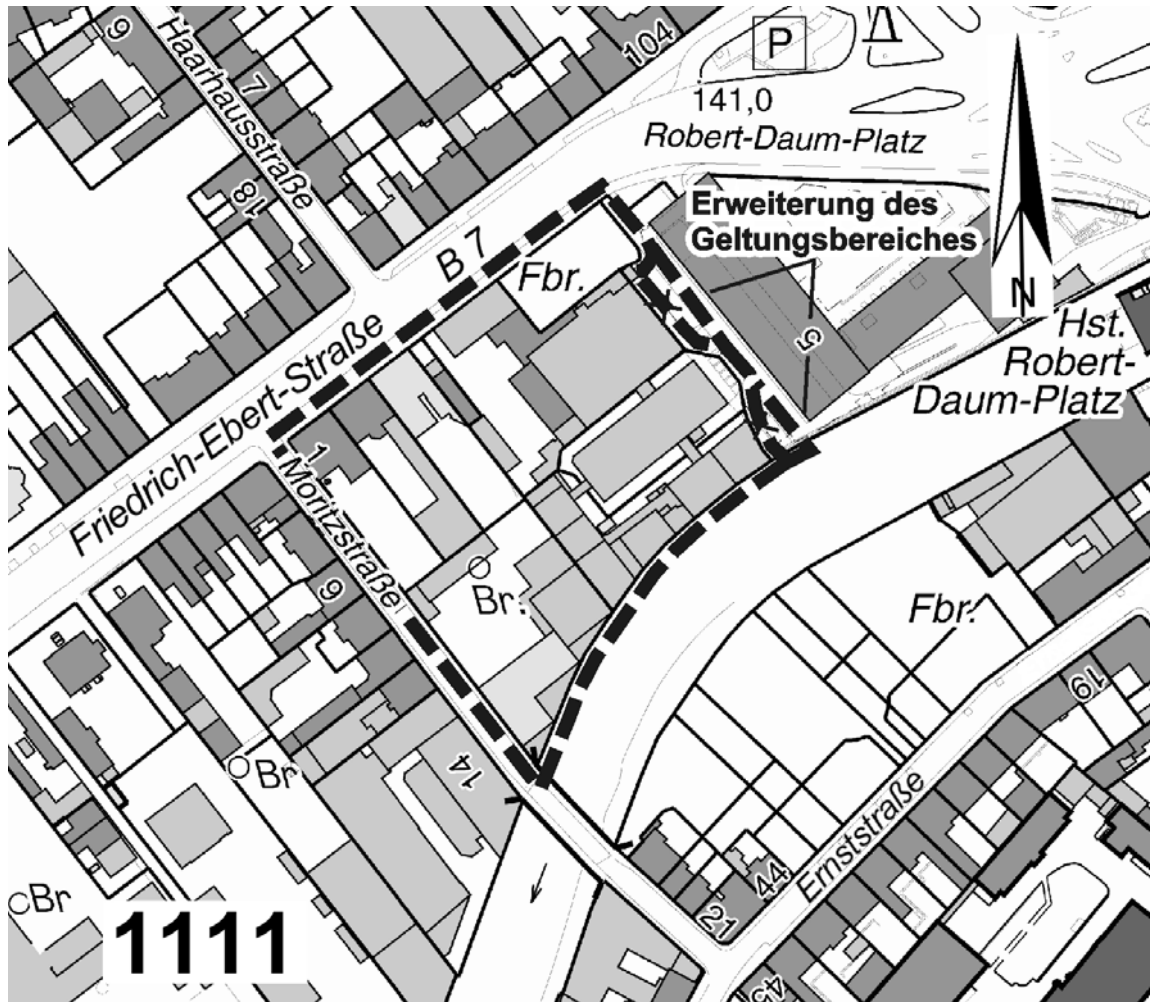 9
Haarhausstraße
7
18
104
P
141,0
Robert-Daum-Platz
Erweiterung des
Geltungsbereiches
N
B 7
Fbr.
5
Hst.
Robert-
Daum-Platz
Friedrich-Ebert-Straße
1
Moritzstraße
9
Br.
Fbr.
19
14
Br
Ernststraße
44
21
Br
1111
45